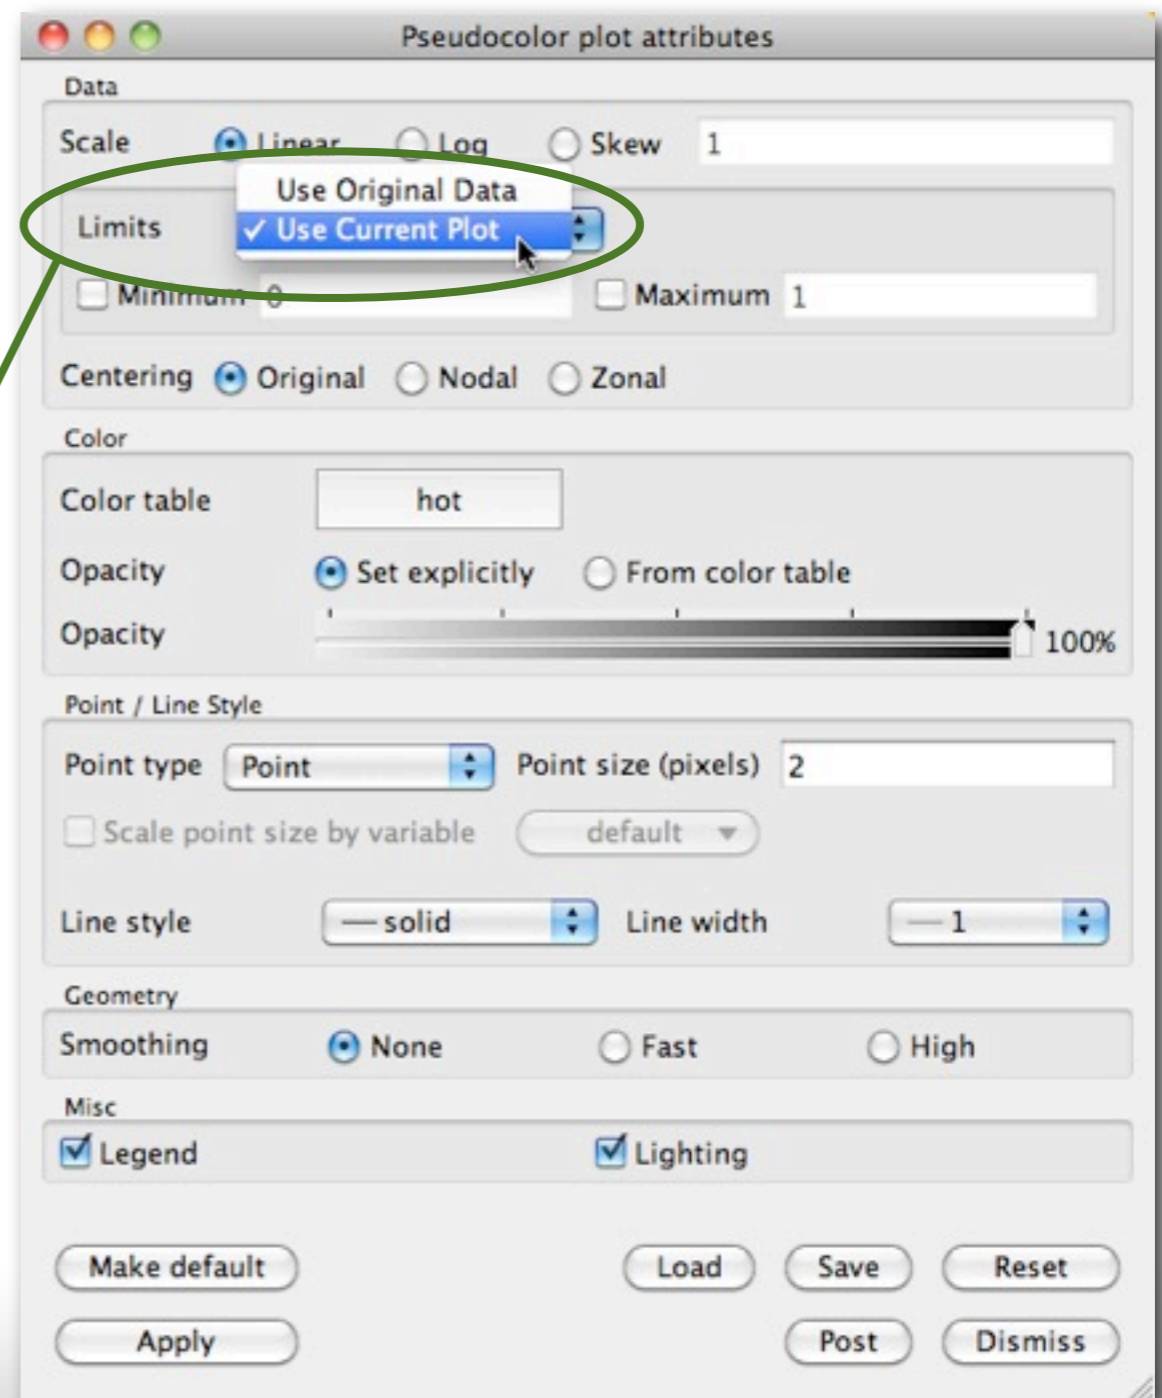 Pseudocolor plot attributes
Data
Scale Linear Log Skew 1
Use Original Data
Limits ✓ Use Current Plot
Minimum 0 Maximum 1
Centering Original Nodal Zonal
Color
Color table hot
Opacity Set explicitly From color table
Opacity 100%
Point / Line Style
Point type Point Point size (pixels) 2
Scale point size by variable default
Line style solid Line width 1
Geometry
Smoothing None Fast High
Misc
Legend Lighting
Make default Load Save Reset
Apply Post Dismiss